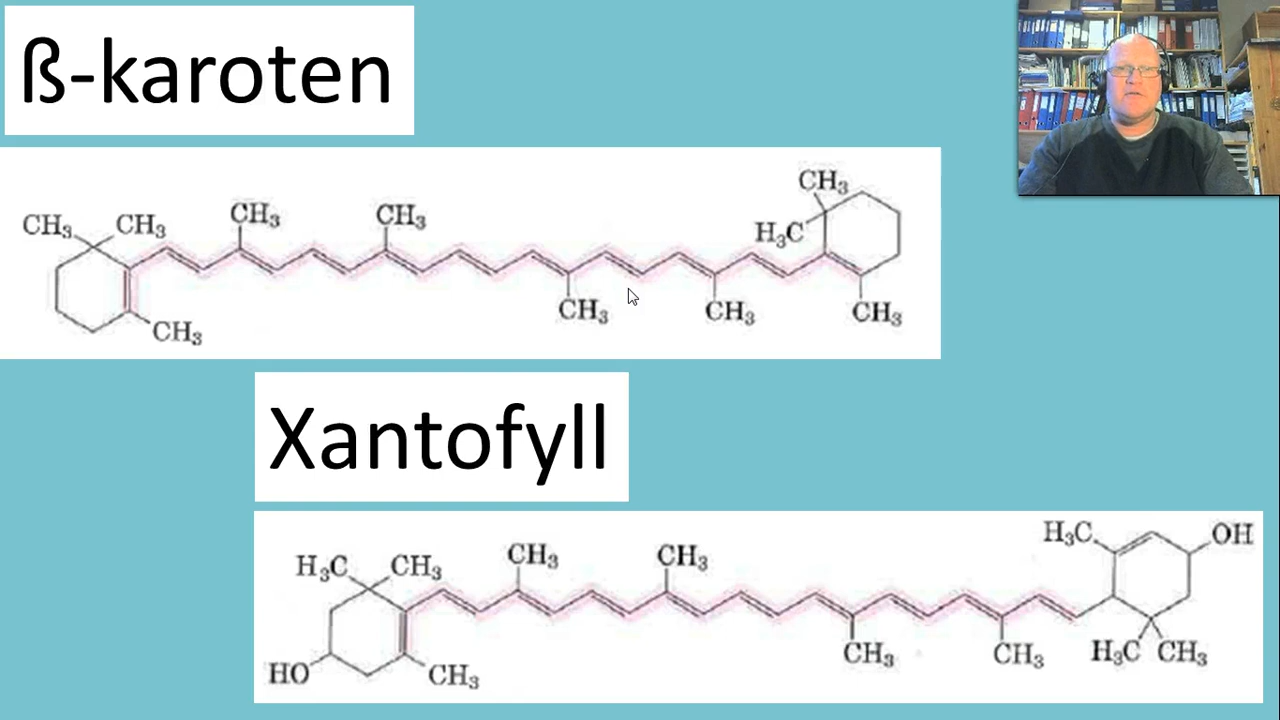 ß-karoten
CH₃ CH₃ CH₃ CH₃ CH₃
H₃C
CH₃ CH₃ CH₃ CH₃
Xantofyll
H₃C CH₃ CH₃ CH₃ H₃C OH
HO CH₃ CH₃ CH₃ H₃C CH₃